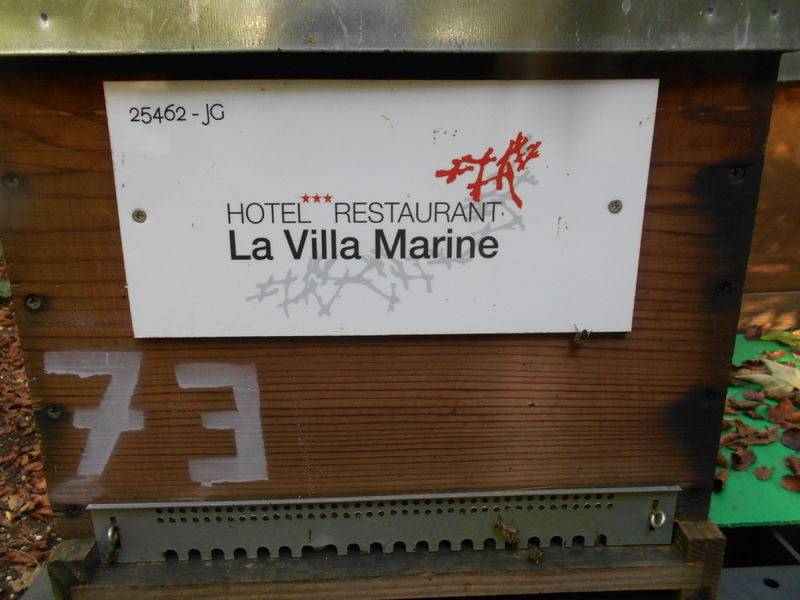 25462 - JG
HOTEL*** RESTAURANT
La Villa Marine
73